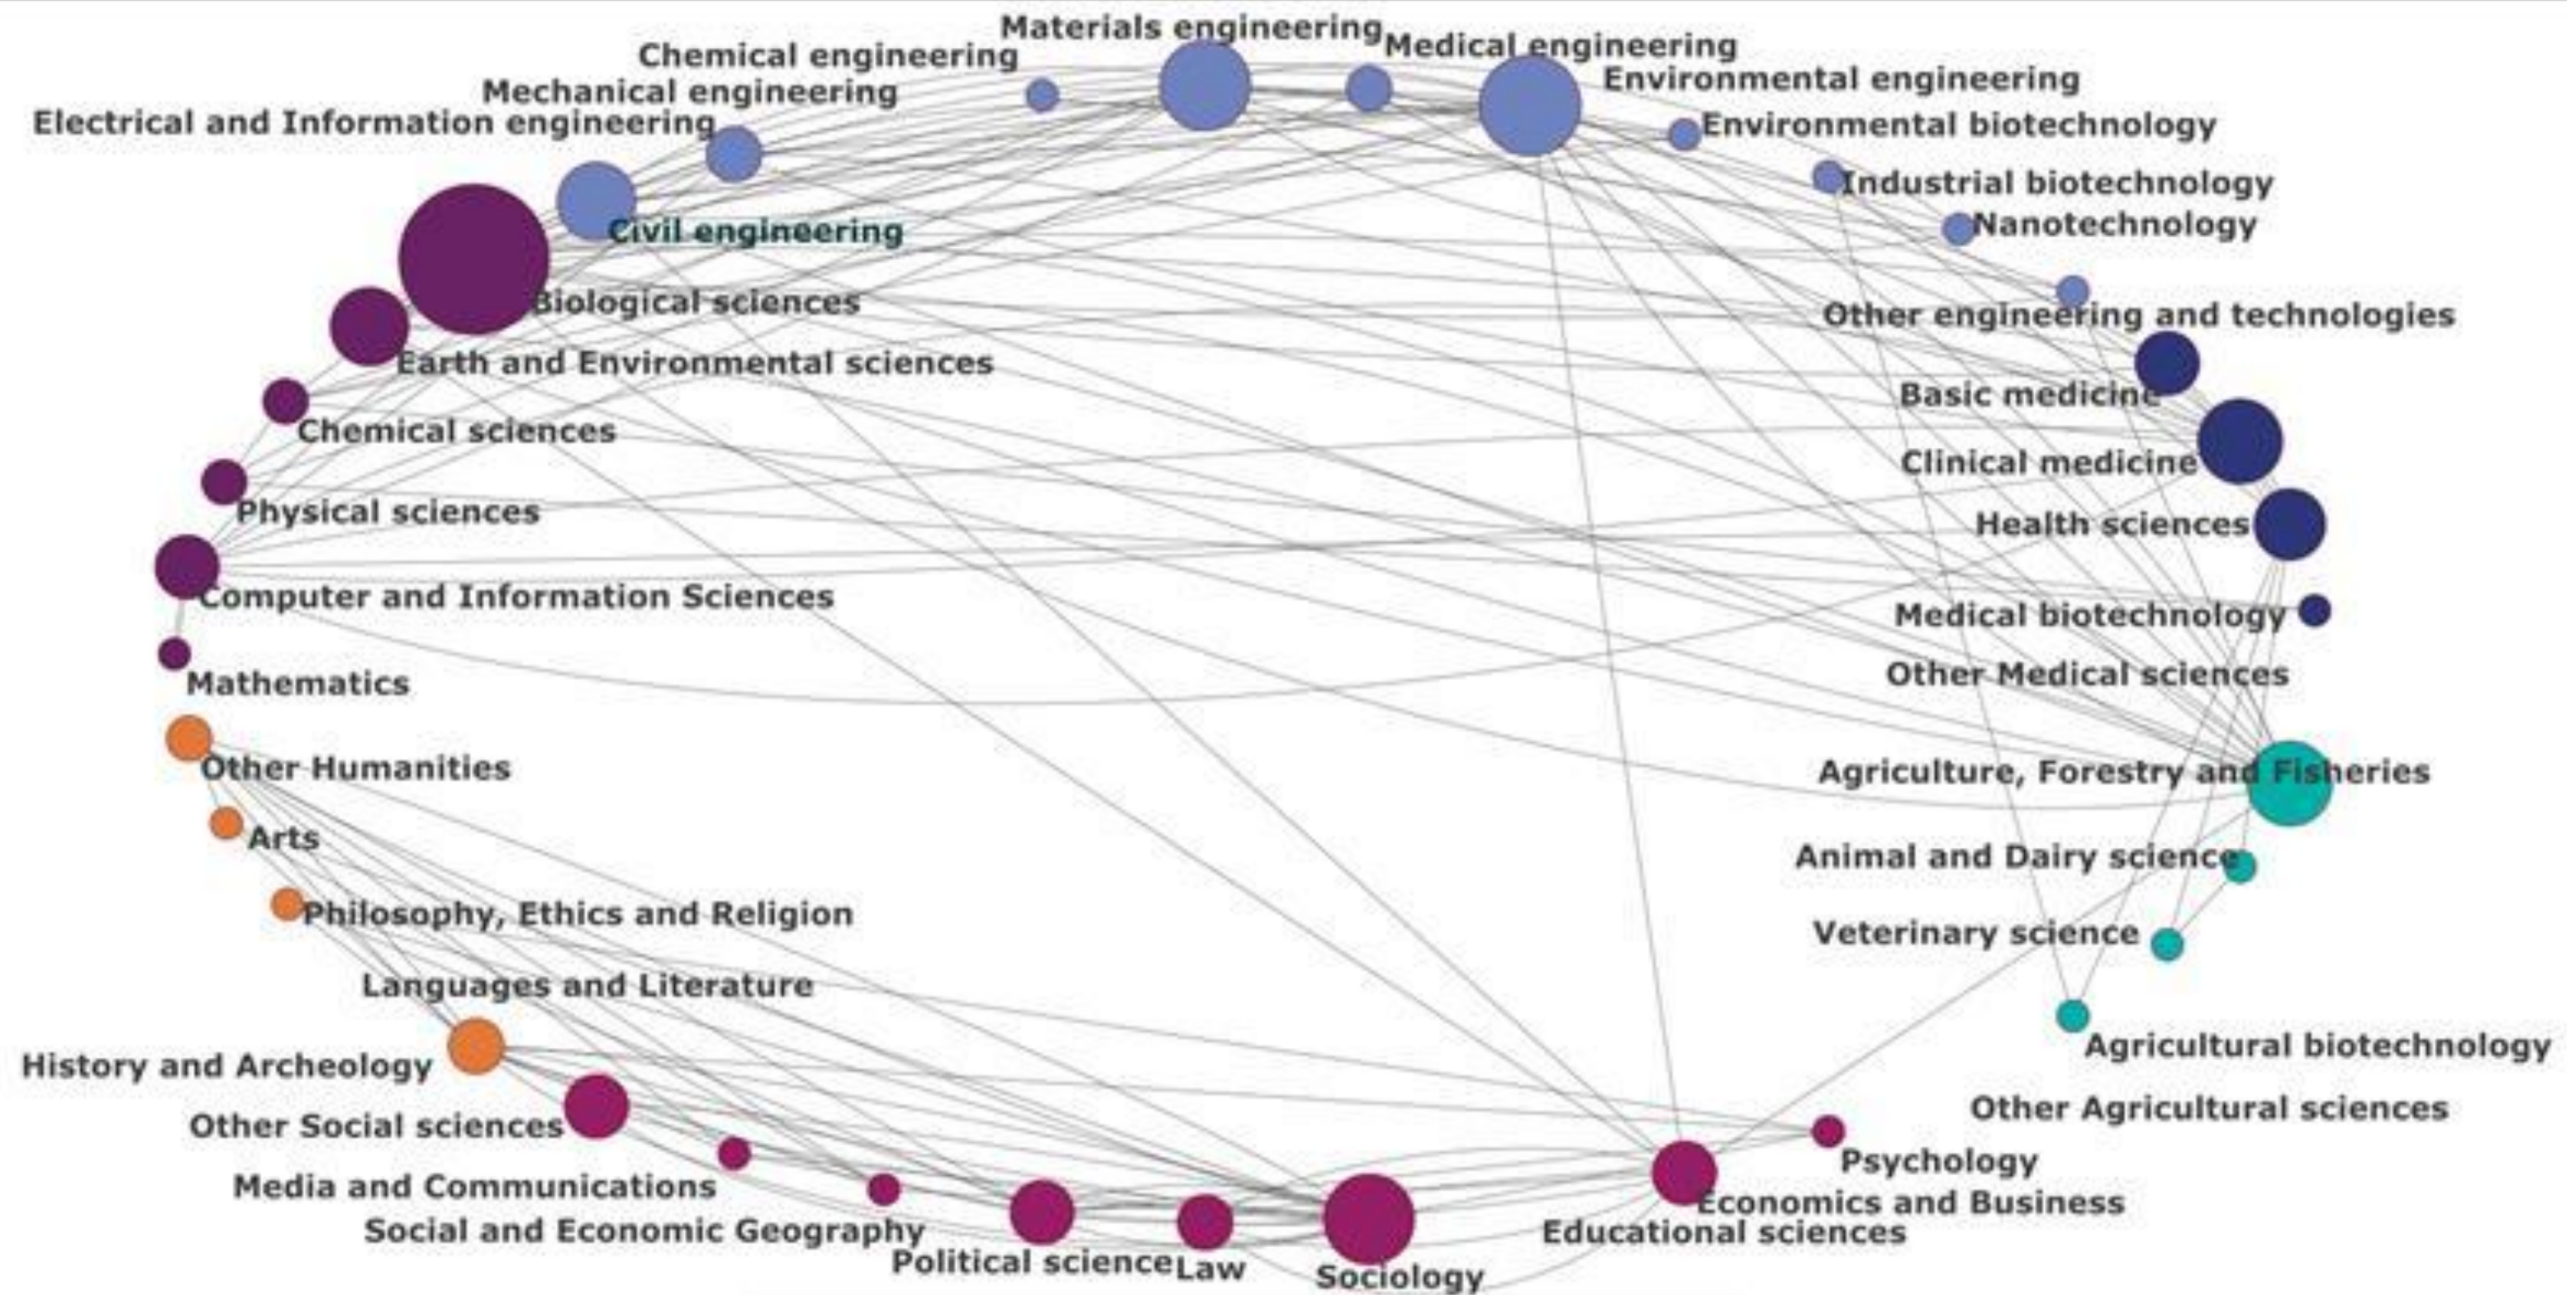 Materials engineering
Medical engineering
Chemical engineering
Environmental engineering
Mechanical engineering
Electrical and Information engineering
Environmental biotechnology
Industrial biotechnology
Nanotechnology
Civil engineering
Biological sciences
Other engineering and technologies
Earth and Environmental sciences
Basic medicine
Chemical sciences
Clinical medicine
Physical sciences
Health sciences
Computer and Information Sciences
Medical biotechnology
Other Medical sciences
Mathematics
Other Humanities
Agriculture, Forestry and Fisheries
Arts
Animal and Dairy science
Philosophy, Ethics and Religion
Veterinary science
Languages and Literature
Agricultural biotechnology
History and Archeology
Other Agricultural sciences
Other Social sciences
Psychology
Media and Communications
Economics and Business
Social and Economic Geography
Educational sciences
Political science
Law
Sociology